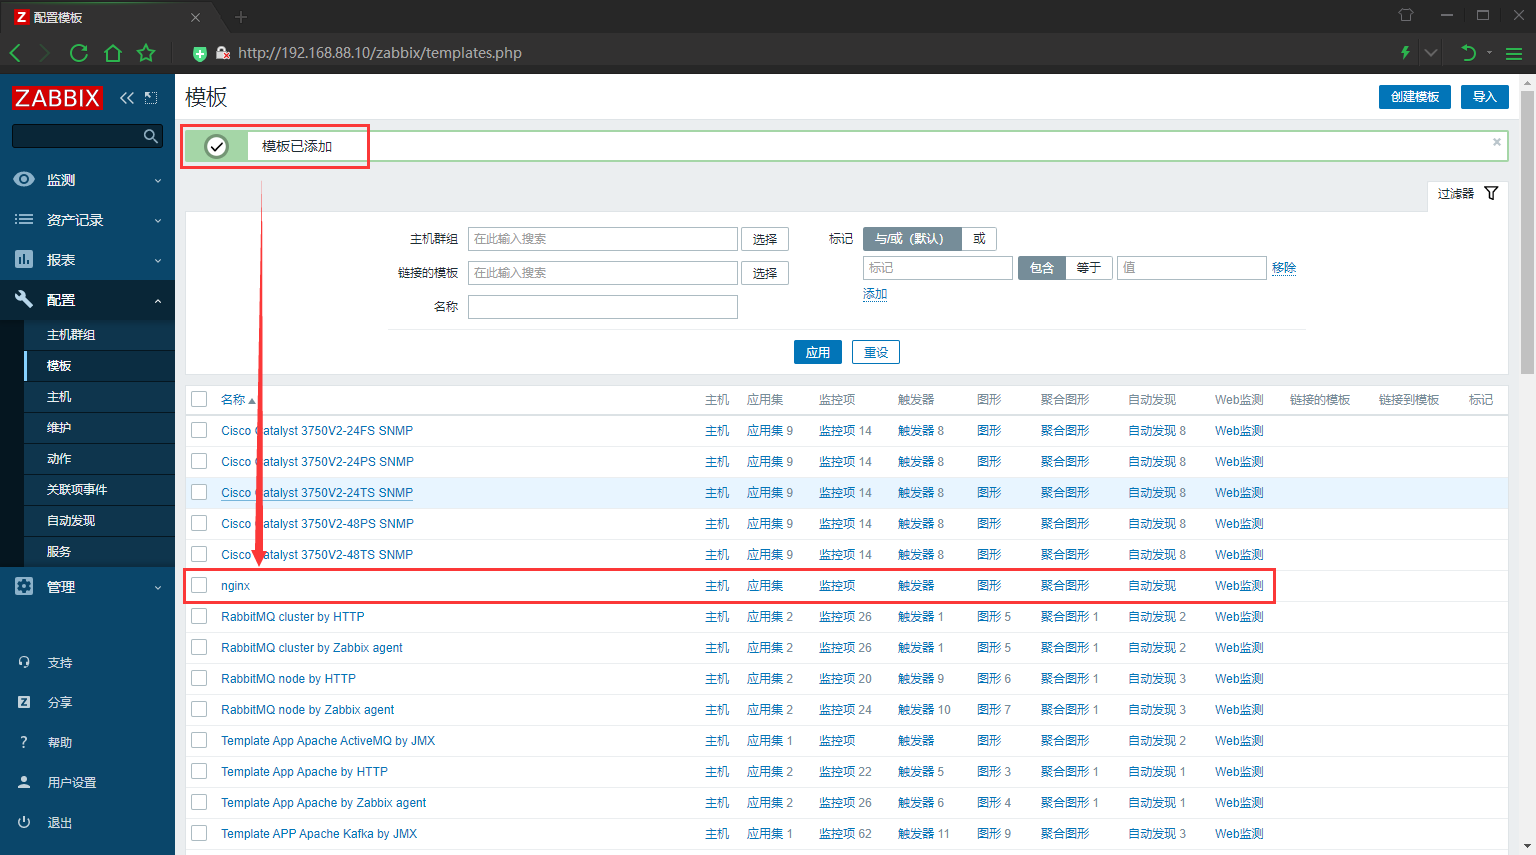 配置模板
http://192.168.88.10/zabbix/templates.php
ZABBIX
监测
资产记录
报表
配置
主机群组
模板
主机
维护
动作
关联项事件
自动发现
服务
管理
支持
分享
帮助
用户设置
退出
模板
创建模板 导入
模板已添加
过滤器
主机群组 在此输入搜索 选择 标记 与/或（默认） 或
链接的模板 在此输入搜索 选择 标记 包含 等于 值 移除
名称 添加
应用 重设
名称 主机 应用集 监控项 触发器 图形 聚合图形 自动发现 Web监测 链接的模板 链接到模板 标记
Cisco Catalyst 3750V2-24FS SNMP 主机 应用集 9 监控项 14 触发器 8 图形 聚合图形 自动发现 8 Web监测
Cisco Catalyst 3750V2-24PS SNMP 主机 应用集 9 监控项 14 触发器 8 图形 聚合图形 自动发现 8 Web监测
Cisco Catalyst 3750V2-24TS SNMP 主机 应用集 9 监控项 14 触发器 8 图形 聚合图形 自动发现 8 Web监测
Cisco Catalyst 3750V2-48PS SNMP 主机 应用集 9 监控项 14 触发器 8 图形 聚合图形 自动发现 8 Web监测
Cisco Catalyst 3750V2-48TS SNMP 主机 应用集 9 监控项 14 触发器 8 图形 聚合图形 自动发现 8 Web监测
nginx 主机 应用集 监控项 触发器 图形 聚合图形 自动发现 Web监测
RabbitMQ cluster by HTTP 主机 应用集 2 监控项 26 触发器 1 图形 5 聚合图形 1 自动发现 2 Web监测
RabbitMQ cluster by Zabbix agent 主机 应用集 2 监控项 26 触发器 1 图形 5 聚合图形 1 自动发现 2 Web监测
RabbitMQ node by HTTP 主机 应用集 2 监控项 20 触发器 9 图形 6 聚合图形 1 自动发现 3 Web监测
RabbitMQ node by Zabbix agent 主机 应用集 2 监控项 24 触发器 10 图形 7 聚合图形 1 自动发现 3 Web监测
Template App Apache ActiveMQ by JMX 主机 应用集 1 监控项 触发器 图形 聚合图形 自动发现 2 Web监测
Template App Apache by HTTP 主机 应用集 2 监控项 22 触发器 5 图形 3 聚合图形 1 自动发现 1 Web监测
Template App Apache by Zabbix agent 主机 应用集 2 监控项 26 触发器 6 图形 4 聚合图形 1 自动发现 1 Web监测
Template APP Apache Kafka by JMX 主机 应用集 1 监控项 62 触发器 11 图形 9 聚合图形 自动发现 3 Web监测